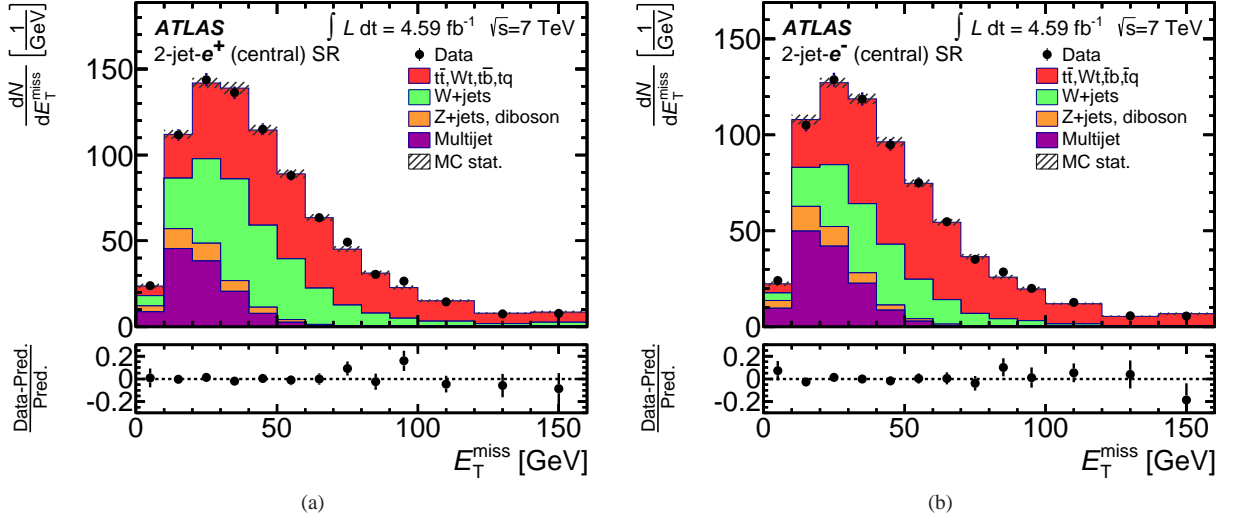 dN/dE_T^miss [1/GeV]
ATLAS ∫ L dt = 4.59 fb⁻¹ √s=7 TeV
2-jet-e⁺ (central) SR
Data
tt̄,Wt,tb̄,tq
W+jets
Z+jets, diboson
Multijet
MC stat.
150
100
50
0
Data-Pred./Pred.
0.2
0
-0.2
0 50 100 150
E_T^miss [GeV]
(a)
dN/dE_T^miss [1/GeV]
ATLAS ∫ L dt = 4.59 fb⁻¹ √s=7 TeV
2-jet-e⁻ (central) SR
Data
tt̄,Wt,t̄b,t̄q
W+jets
Z+jets, diboson
Multijet
MC stat.
150
100
50
0
Data-Pred./Pred.
0.2
0
-0.2
0 50 100 150
E_T^miss [GeV]
(b)